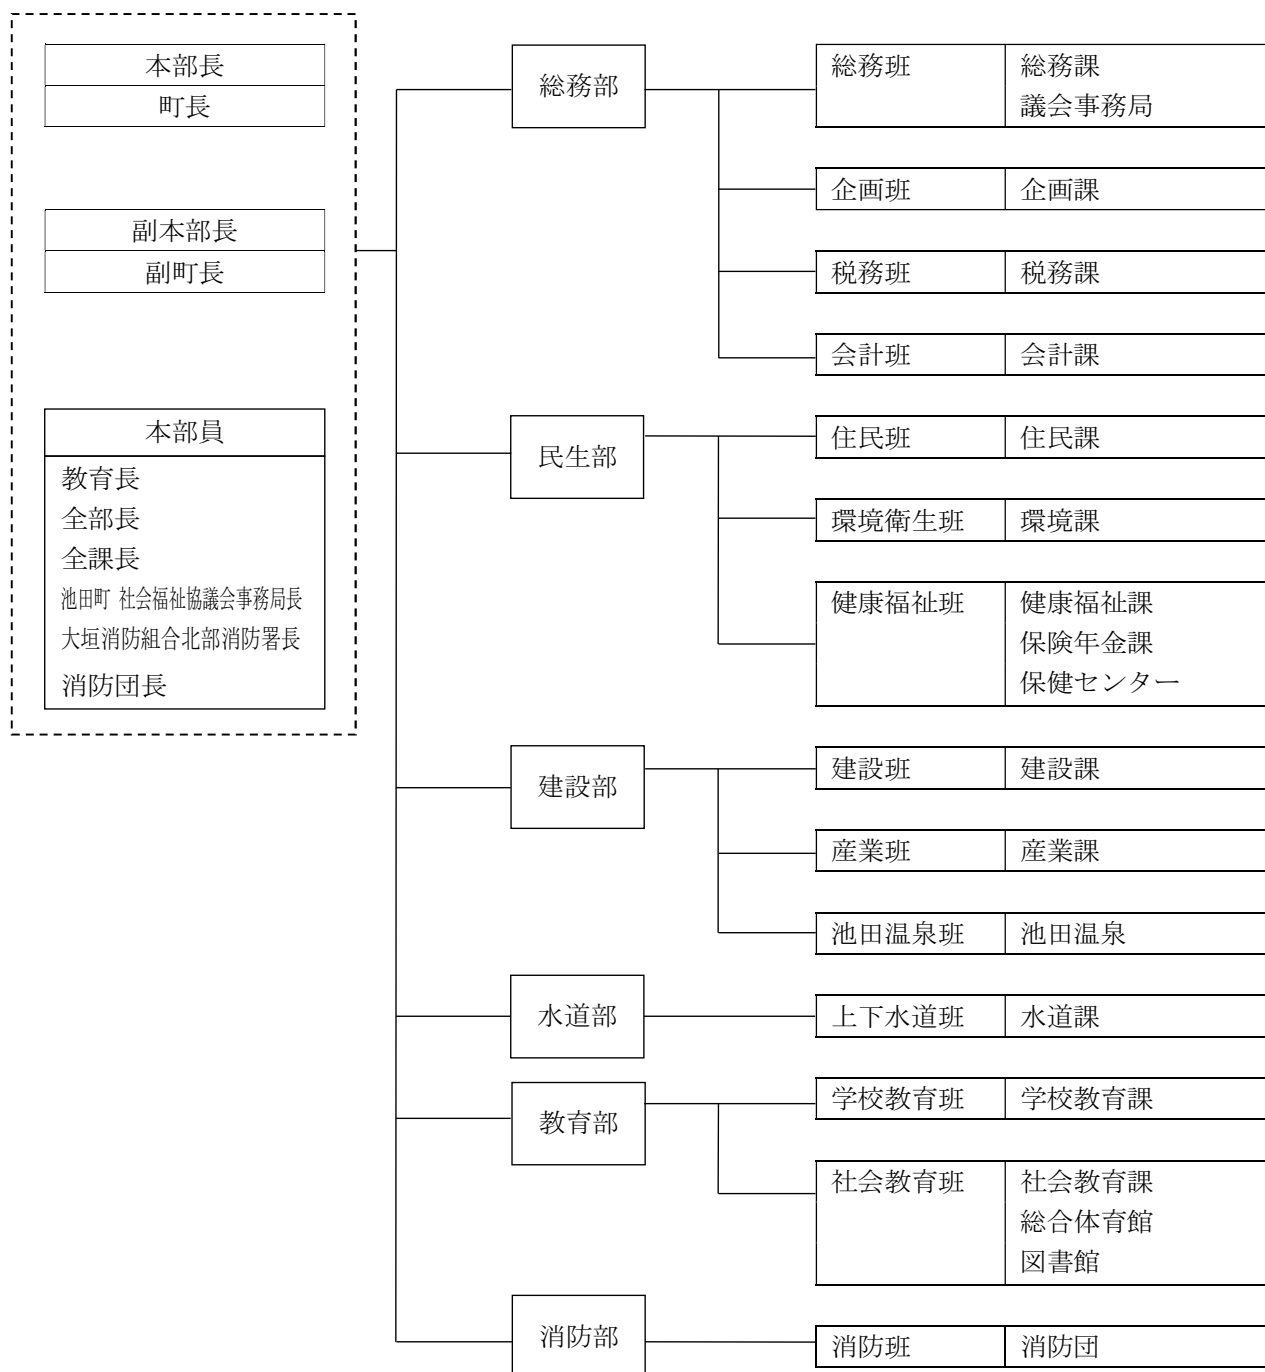 本部長
町長
副本部長
副町長
本部員
教育長
全部長
全課長
池田町 社会福祉協議会事務局長
大垣消防組合北部消防署長
消防団長
総務部
総務班 総務課
議会事務局
企画班 企画課
税務班 税務課
会計班 会計課
民生部
住民班 住民課
環境衛生班 環境課
健康福祉班 健康福祉課
保険年金課
保健センター
建設部
建設班 建設課
産業班 産業課
池田温泉班 池田温泉
水道部
上下水道班 水道課
教育部
学校教育班 学校教育課
社会教育班 社会教育課
総合体育館
図書館
消防部
消防班 消防団